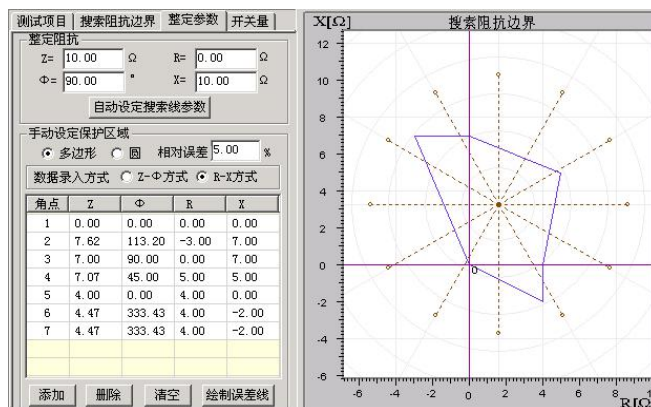 测试项目 搜索阻抗边界 整定参数 开关量
整定阻抗
Z= 10.00 Ω R= 0.00 Ω
Φ= 90.00 ° X= 10.00 Ω
自动设定搜索线参数
手动设定保护区域
多边形 圆 相对误差 5.00 %
数据录入方式 Z-Φ方式 R-X方式
角点 Z Φ R X
1 0.00 0.00 0.00 0.00
2 7.62 113.20 -3.00 7.00
3 7.00 90.00 0.00 7.00
4 7.07 45.00 5.00 5.00
5 4.00 0.00 4.00 0.00
6 4.47 333.43 4.00 -2.00
7 4.47 333.43 4.00 -2.00
添加 删除 清空 绘制误差线
X[Ω] 搜索阻抗边界
12
10
8
6
4
2
0
0
-2
-4
-6
-6 -4 -2 0 2 4 6 8 10
R[Ω]